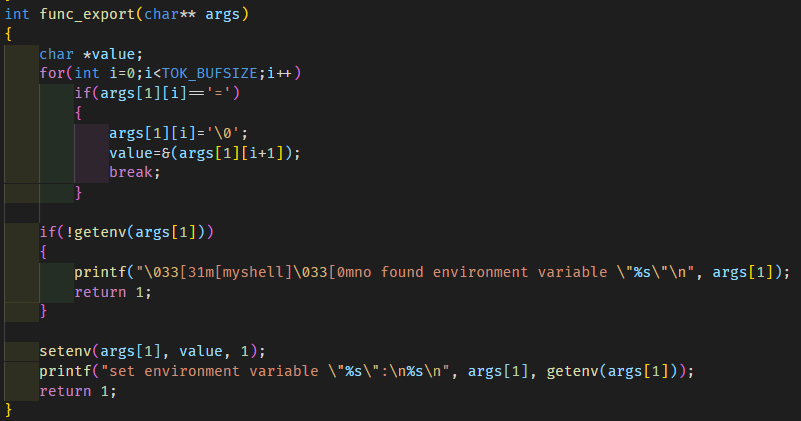 int func_export(char** args)
{
    char *value;
    for(int i=0;i<TOK_BUFSIZE;i++)
        if(args[1][i]=='=')
        {
            args[1][i]='\0';
            value=&(args[1][i+1]);
            break;
        }

    if(!getenv(args[1]))
    {
        printf("\033[31m[myshell]\033[0mno found environment variable \"%s\"\n", args[1]);
        return 1;
    }

    setenv(args[1], value, 1);
    printf("set environment variable \"%s\":\n%s\n", args[1], getenv(args[1]));
    return 1;
}